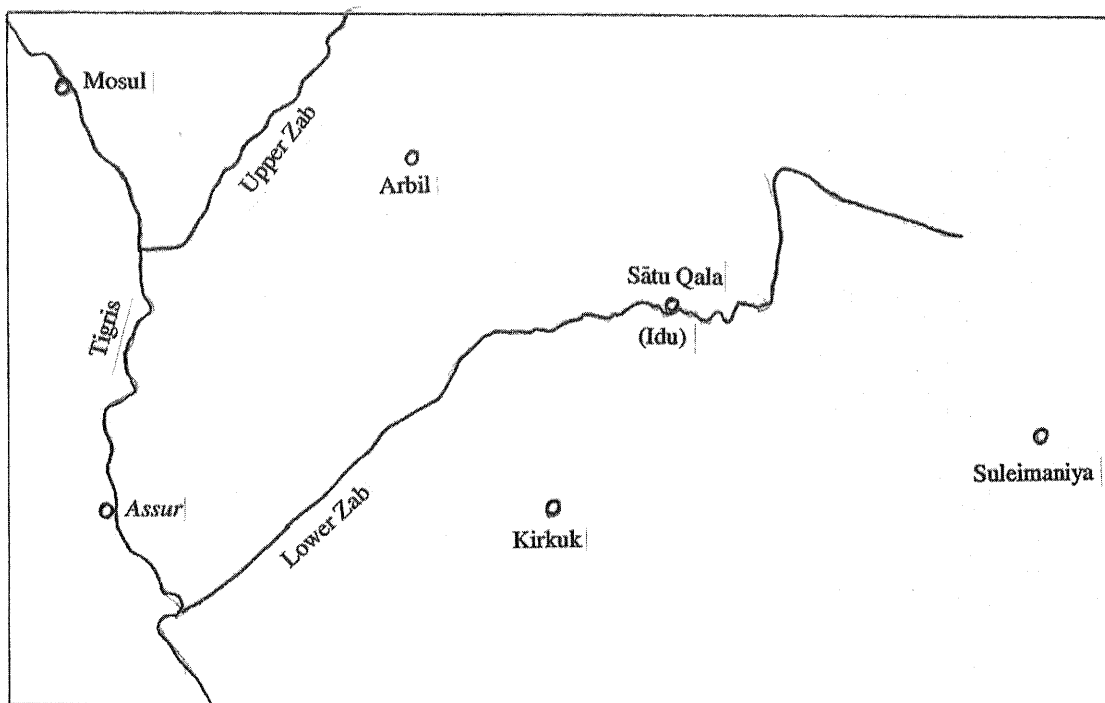 Mosul
Upper Zab
Arbil
Sātu Qala
(Idu)
Tigris
Suleimaniya
Assur
Lower Zab
Kirkuk